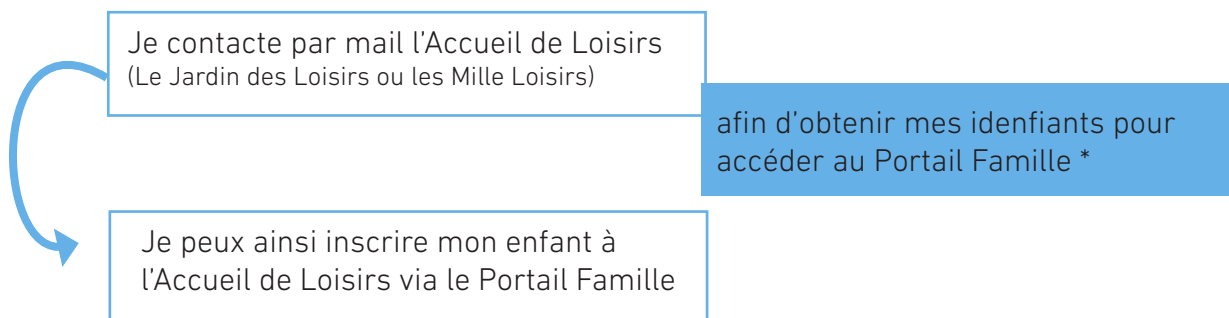 Je contacte par mail l'Accueil de Loisirs
(Le Jardin des Loisirs ou les Mille Loisirs)
afin d'obtenir mes idenfiants pour
accéder au Portail Famille *
Je peux ainsi inscrire mon enfant à
l'Accueil de Loisirs via le Portail Famille